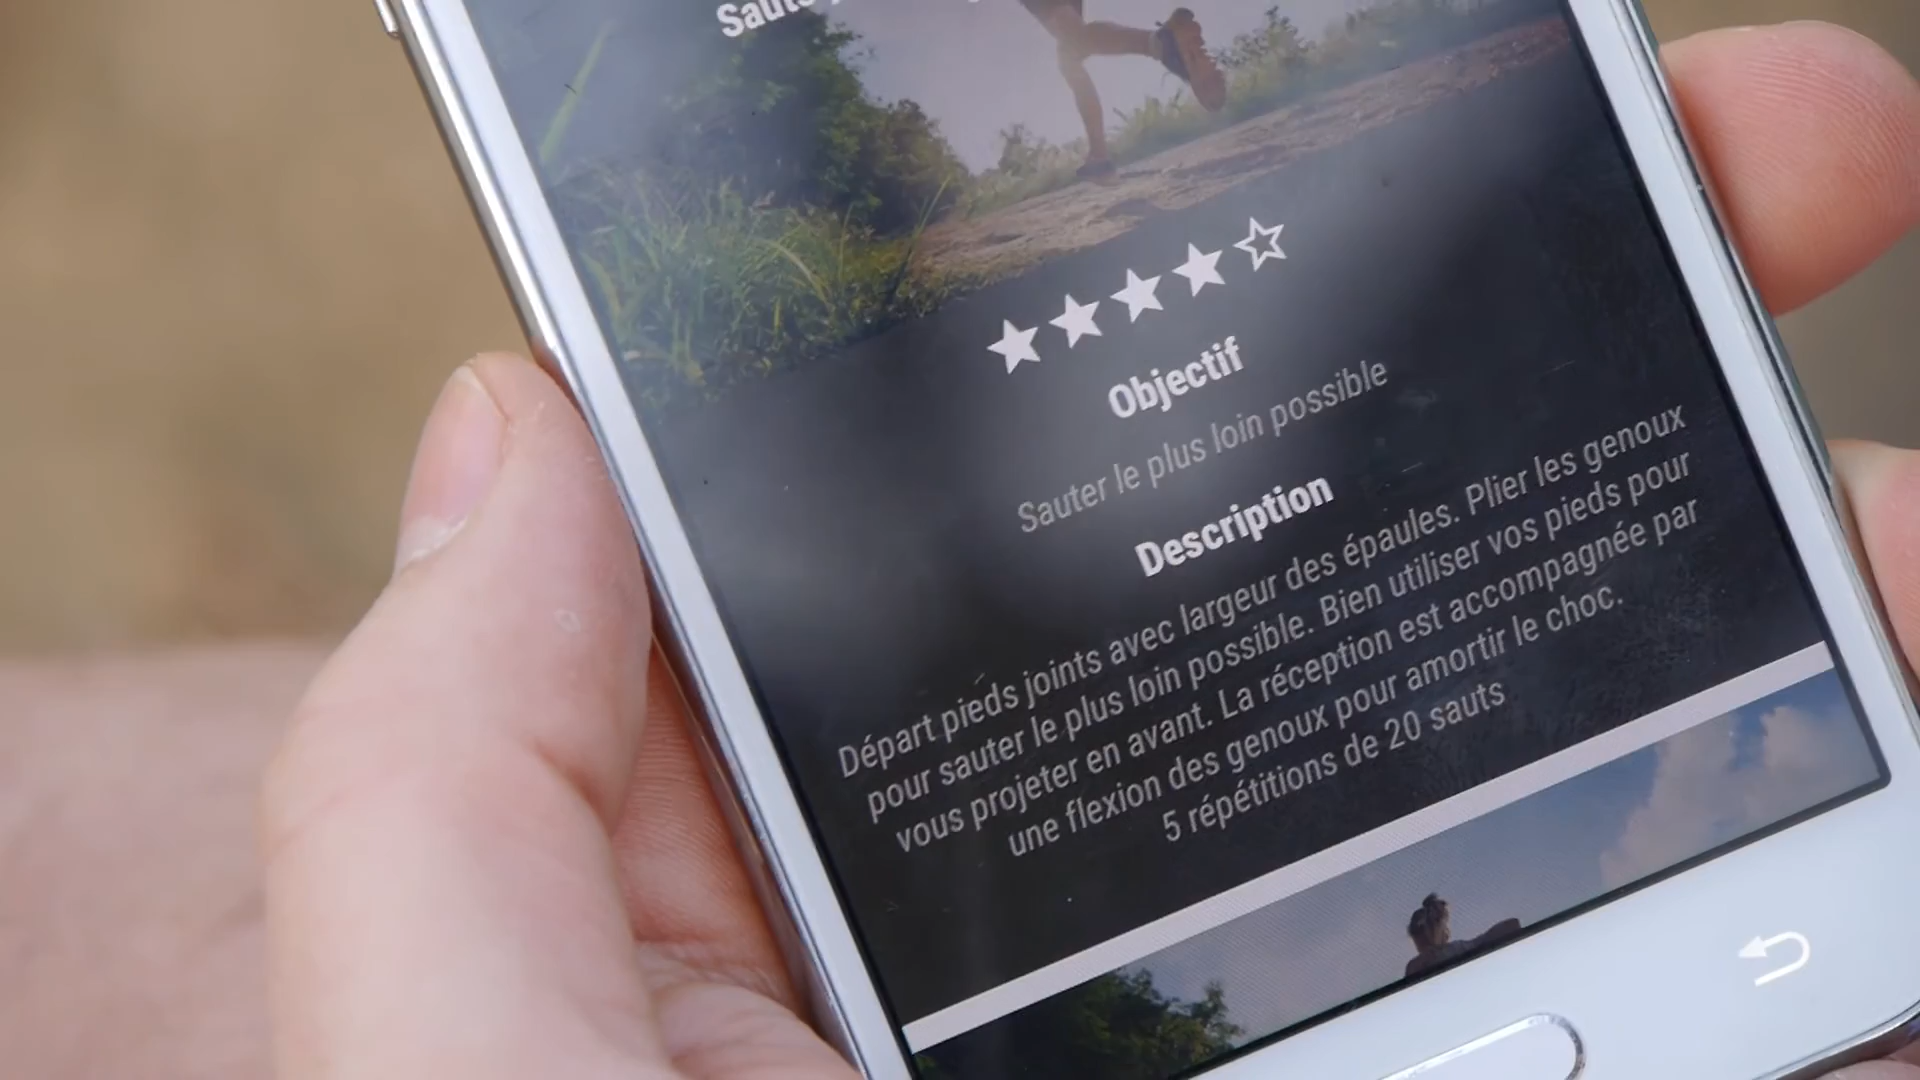 Objectif
Sauter le plus loin possible
Description
Départ pieds joints avec largeur des épaules. Plier les genoux
pour sauter le plus loin possible. Bien utiliser vos pieds pour
vous projeter en avant. La réception est accompagnée par
une flexion des genoux pour amortir le choc.
5 répétitions de 20 sauts